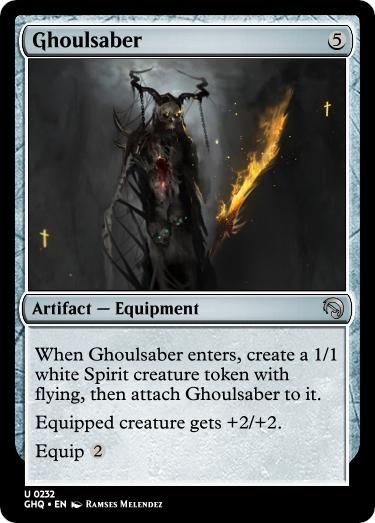 Ghoulsaber 5
Artifact — Equipment
When Ghoulsaber enters, create a 1/1
white Spirit creature token with
flying, then attach Ghoulsaber to it.
Equipped creature gets +2/+2.
Equip 2
U 0232
GHQ • EN Ramses Melendez